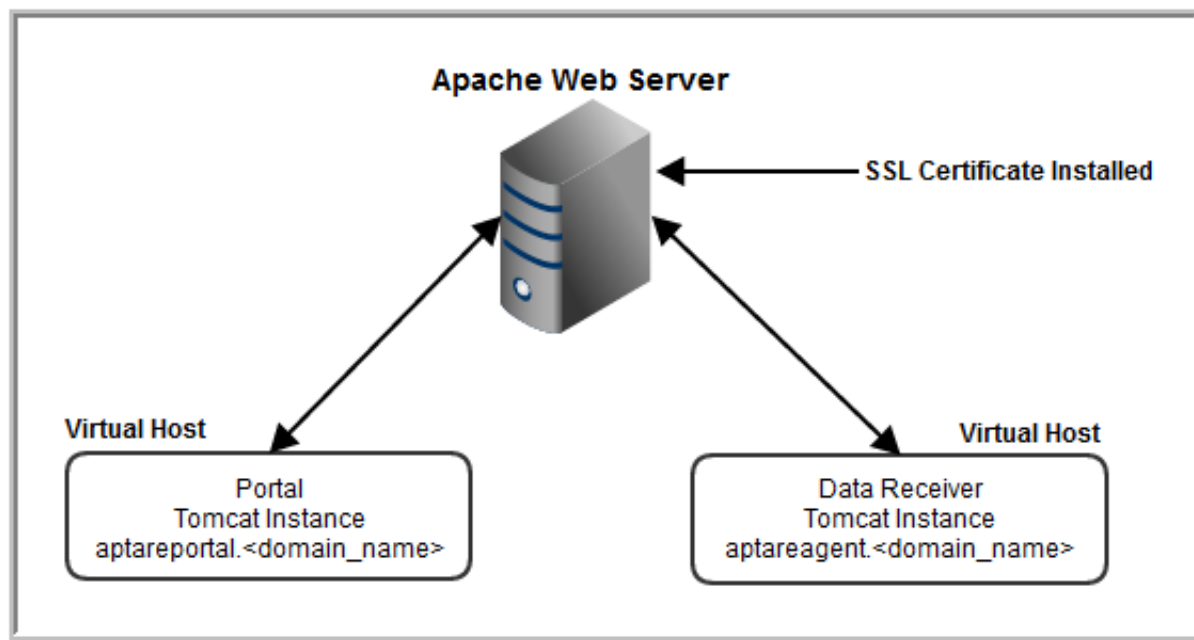 Apache Web Server
SSL Certificate Installed
Virtual Host
Portal
Tomcat Instance
aptareportal.<domain_name>
Virtual Host
Data Receiver
Tomcat Instance
aptareagent.<domain_name>